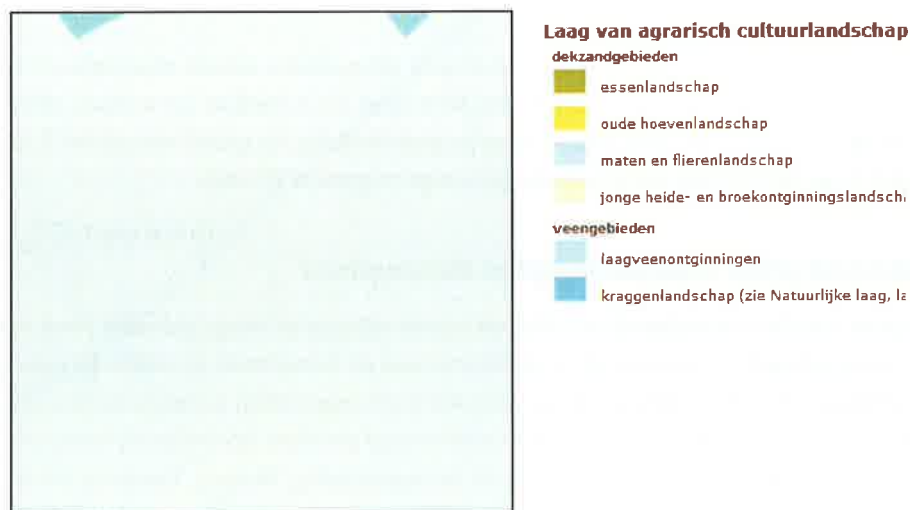 Laag van agrarisch cultuurlandschap
dekzandgebieden
essenlandschap
oude hoevenlandschap
maten en flierenlandschap
jonge heide- en broekontginningslandsch
veengebieden
laagveenontginningen
kraggenlandschap (zie Natuurlijke laag, la